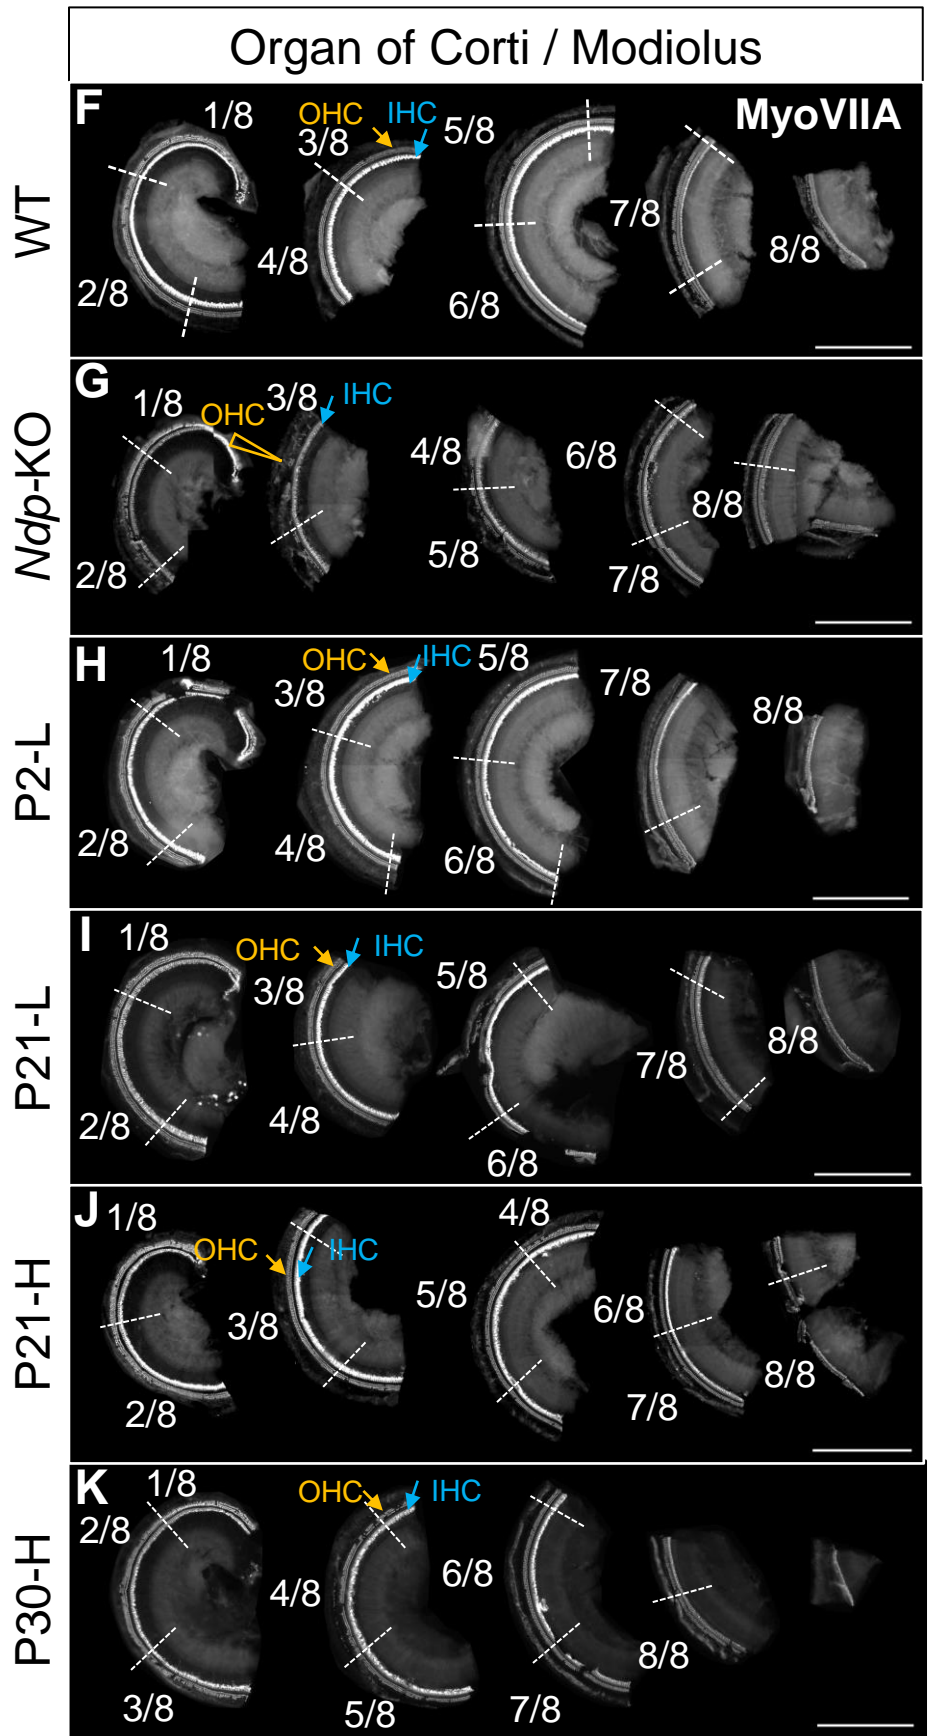 Organ of Corti / Modiolus
WT
F
1/8
OHC
IHC
3/8
5/8
MyoVIIA
7/8
4/8
8/8
2/8
6/8
Ndp-KO
G
1/8
OHC
3/8
IHC
4/8
6/8
8/8
5/8
2/8
7/8
P2-L
H
1/8
OHC
IHC
5/8
3/8
7/8
8/8
2/8
4/8
6/8
P21-L
I
1/8
OHC
IHC
3/8
5/8
8/8
7/8
2/8
4/8
6/8
P21-H
J
1/8
4/8
OHC
IHC
5/8
6/8
3/8
8/8
2/8
7/8
P30-H
K
1/8
OHC
IHC
2/8
4/8
6/8
8/8
3/8
5/8
7/8